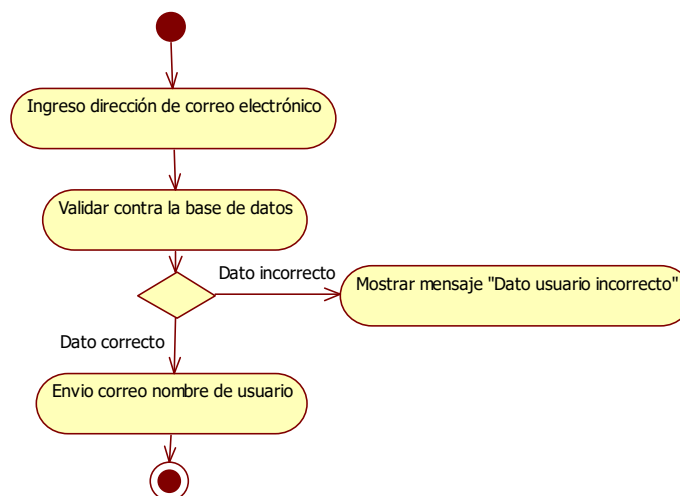 Ingreso dirección de correo electrónico
Validar contra la base de datos
Dato incorrecto
Mostrar mensaje "Dato usuario incorrecto"
Dato correcto
Envio correo nombre de usuario